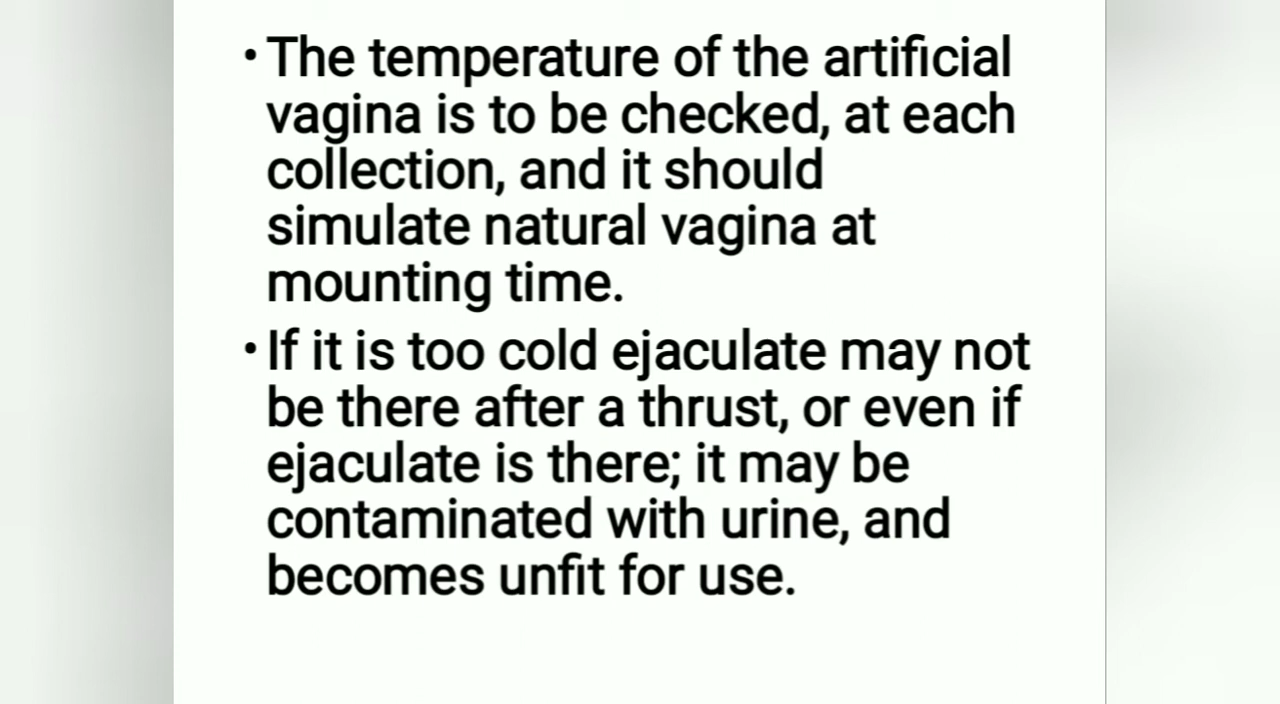 • The temperature of the artificial
vagina is to be checked, at each
collection, and it should
simulate natural vagina at
mounting time.
• If it is too cold ejaculate may not
be there after a thrust, or even if
ejaculate is there; it may be
contaminated with urine, and
becomes unfit for use.